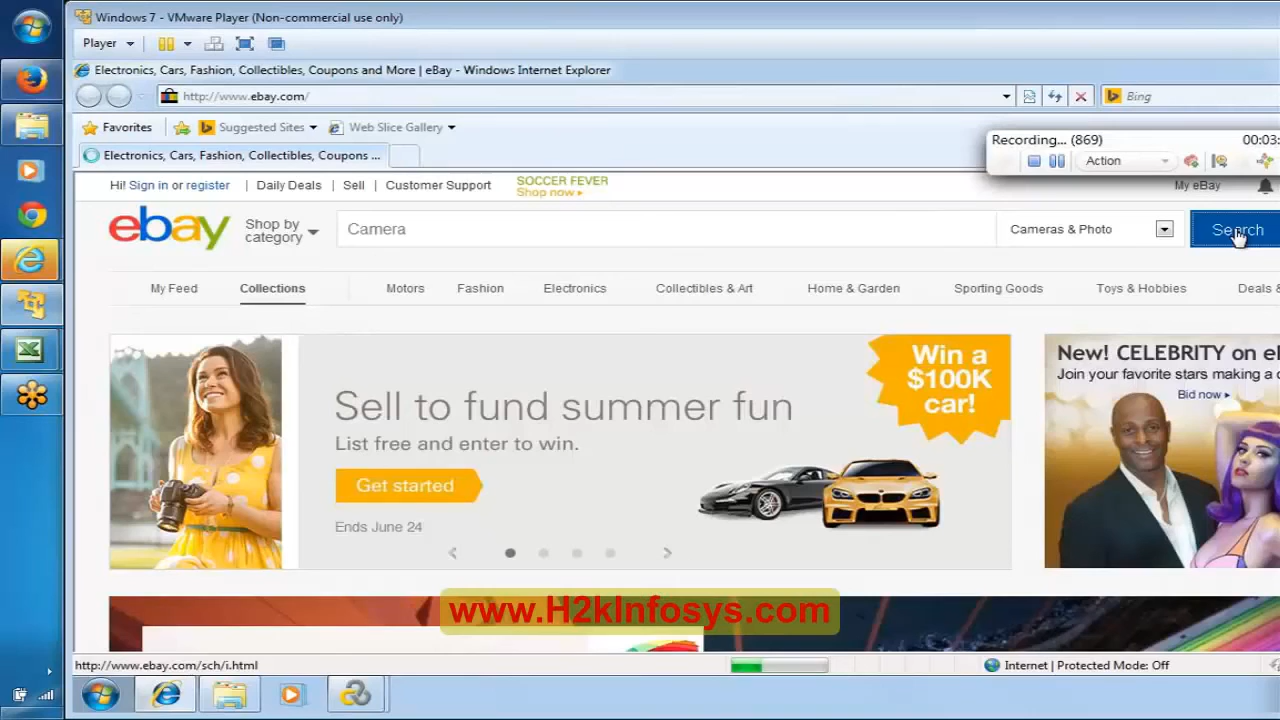 Windows 7 - VMware Player (Non-commercial use only)
Player
Electronics, Cars, Fashion, Collectibles, Coupons and More | eBay - Windows Internet Explorer
http://www.ebay.com/
Bing
Favorites
Suggested Sites
Web Slice Gallery
Recording... (869)
00:03:
Action
Electronics, Cars, Fashion, Collectibles, Coupons ...
Hi! Sign in or register
Daily Deals
Sell
Customer Support
SOCCER FEVER
Shop now
My eBay
ebay
Shop by
category
Camera
Cameras & Photo
Search
My Feed
Collections
Motors
Fashion
Electronics
Collectibles & Art
Home & Garden
Sporting Goods
Toys & Hobbies
Deals &
Sell to fund summer fun
List free and enter to win.
Get started
Ends June 24
Win a
$100K
car!
New! CELEBRITY on e
Join your favorite stars making a d
Bid now
www.H2kInfosys.com
http://www.ebay.com/sch/i.html
Internet | Protected Mode: Off